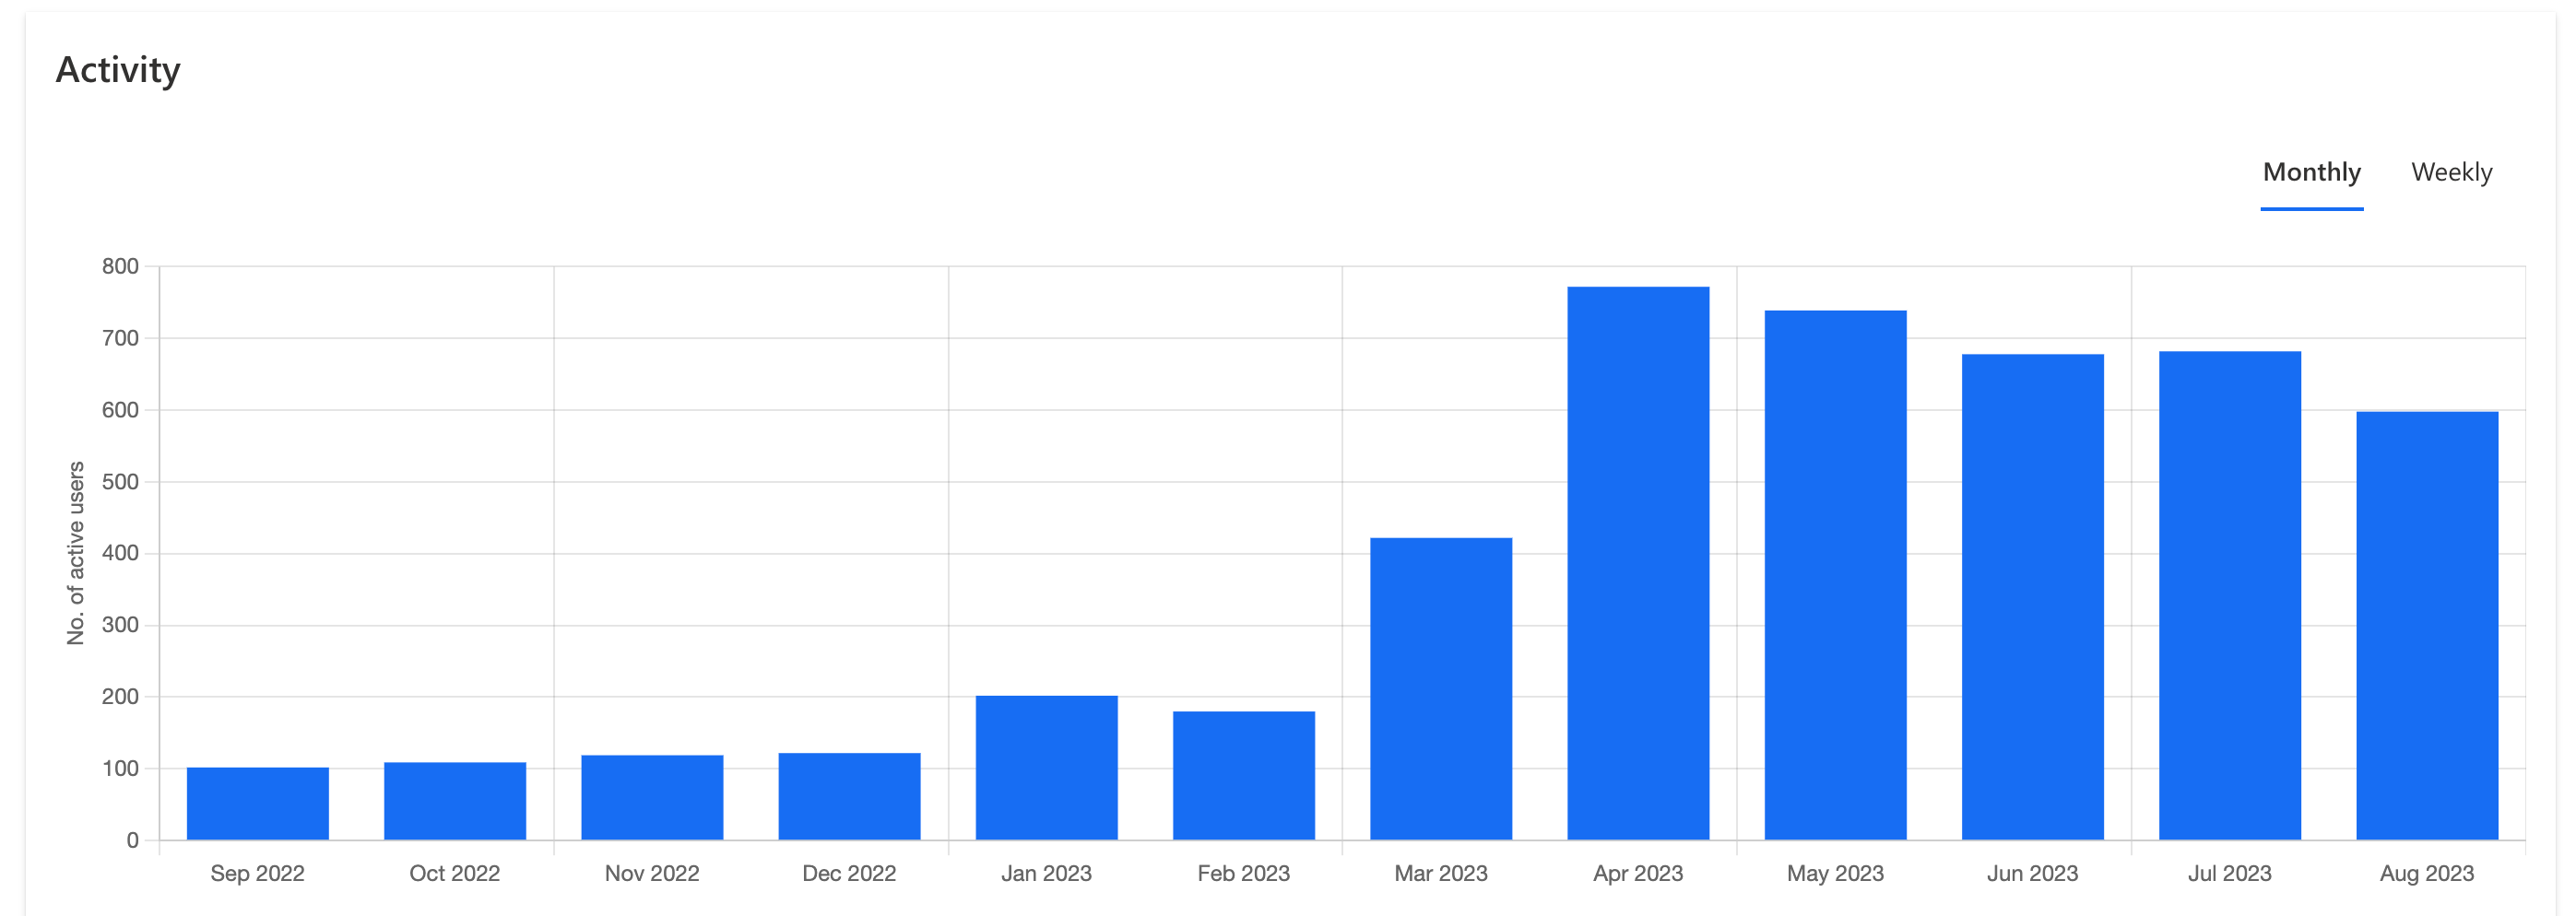 Activity
Monthly Weekly
800
700
600
500
400
300
200
100
0
No. of active users
Sep 2022 Oct 2022 Nov 2022 Dec 2022 Jan 2023 Feb 2023 Mar 2023 Apr 2023 May 2023 Jun 2023 Jul 2023 Aug 2023